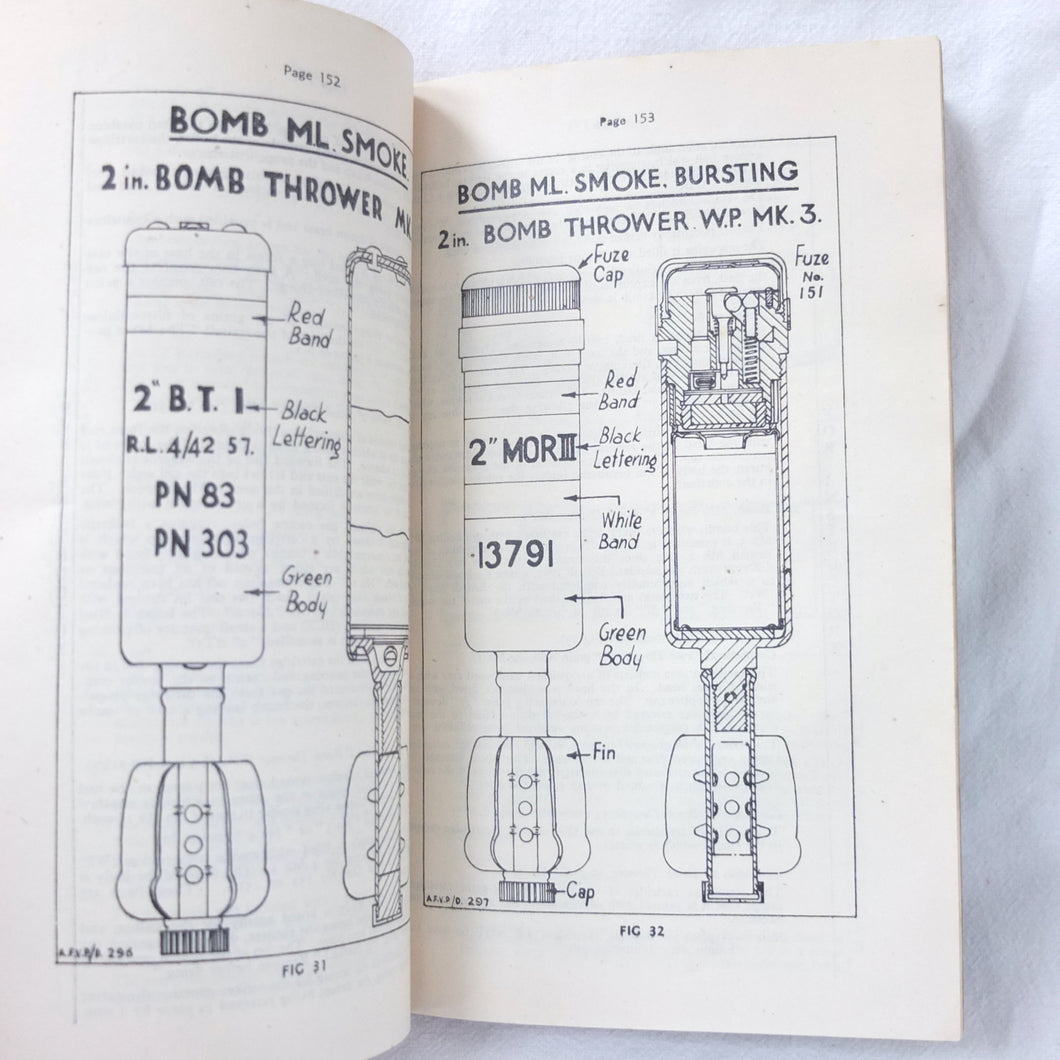 Page 152
BOMB M.L. SMOKE.
2 in. BOMB THROWER MK.
Red
Band
2" B.T. I
Black
Lettering
R.L. 4/42 57.
PN 83
PN 303
Green
Body
A.F.V.P/D. 296
FIG 31
Page 153
BOMB M.L. SMOKE, BURSTING
2 in. BOMB THROWER W.P. MK. 3.
Fuze
Cap
Fuze
No.
151
Red
Band
2" MOR III
Black
Lettering
White
Band
13791
Green
Body
Fin
Cap
A.F.V.P/D. 297
FIG 32